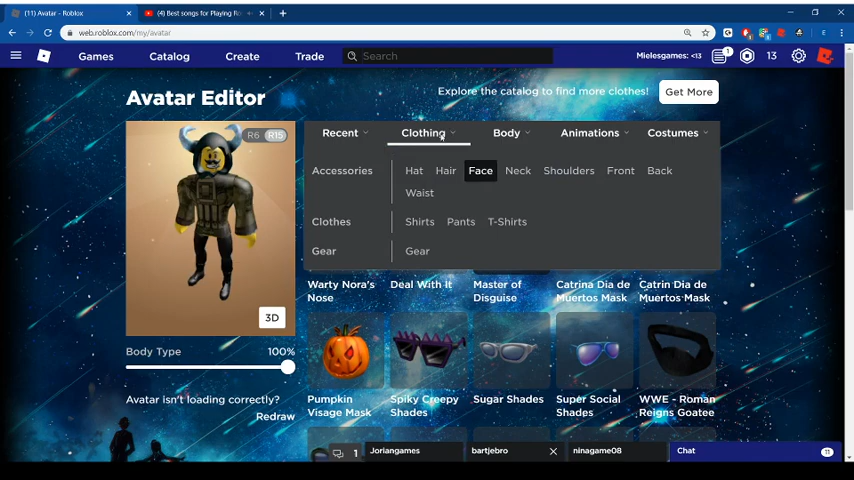 (11) Avatar - Roblox
(4) Best songs for Playing Ro
web.roblox.com/my/avatar
Games
Catalog
Create
Trade
Search
Mielesgames: <13
1
13
Avatar Editor
Explore the catalog to find more clothes!
Get More
R6
R15
Recent
Clothing
Body
Animations
Costumes
Accessories
Hat
Hair
Face
Neck
Shoulders
Front
Back
Waist
Clothes
Shirts
Pants
T-Shirts
Gear
Gear
3D
Warty Nora's
Nose
Deal With It
Master of
Disguise
Catrina Dia de
Muertos Mask
Catrin Dia de
Muertos Mask
Body Type
100%
Pumpkin
Visage Mask
Spiky Creepy
Shades
Sugar Shades
Super Social
Shades
WWE - Roman
Reigns Goatee
Avatar isn't loading correctly?
Redraw
1
Joriangames
bartjebro
ninagame08
Chat